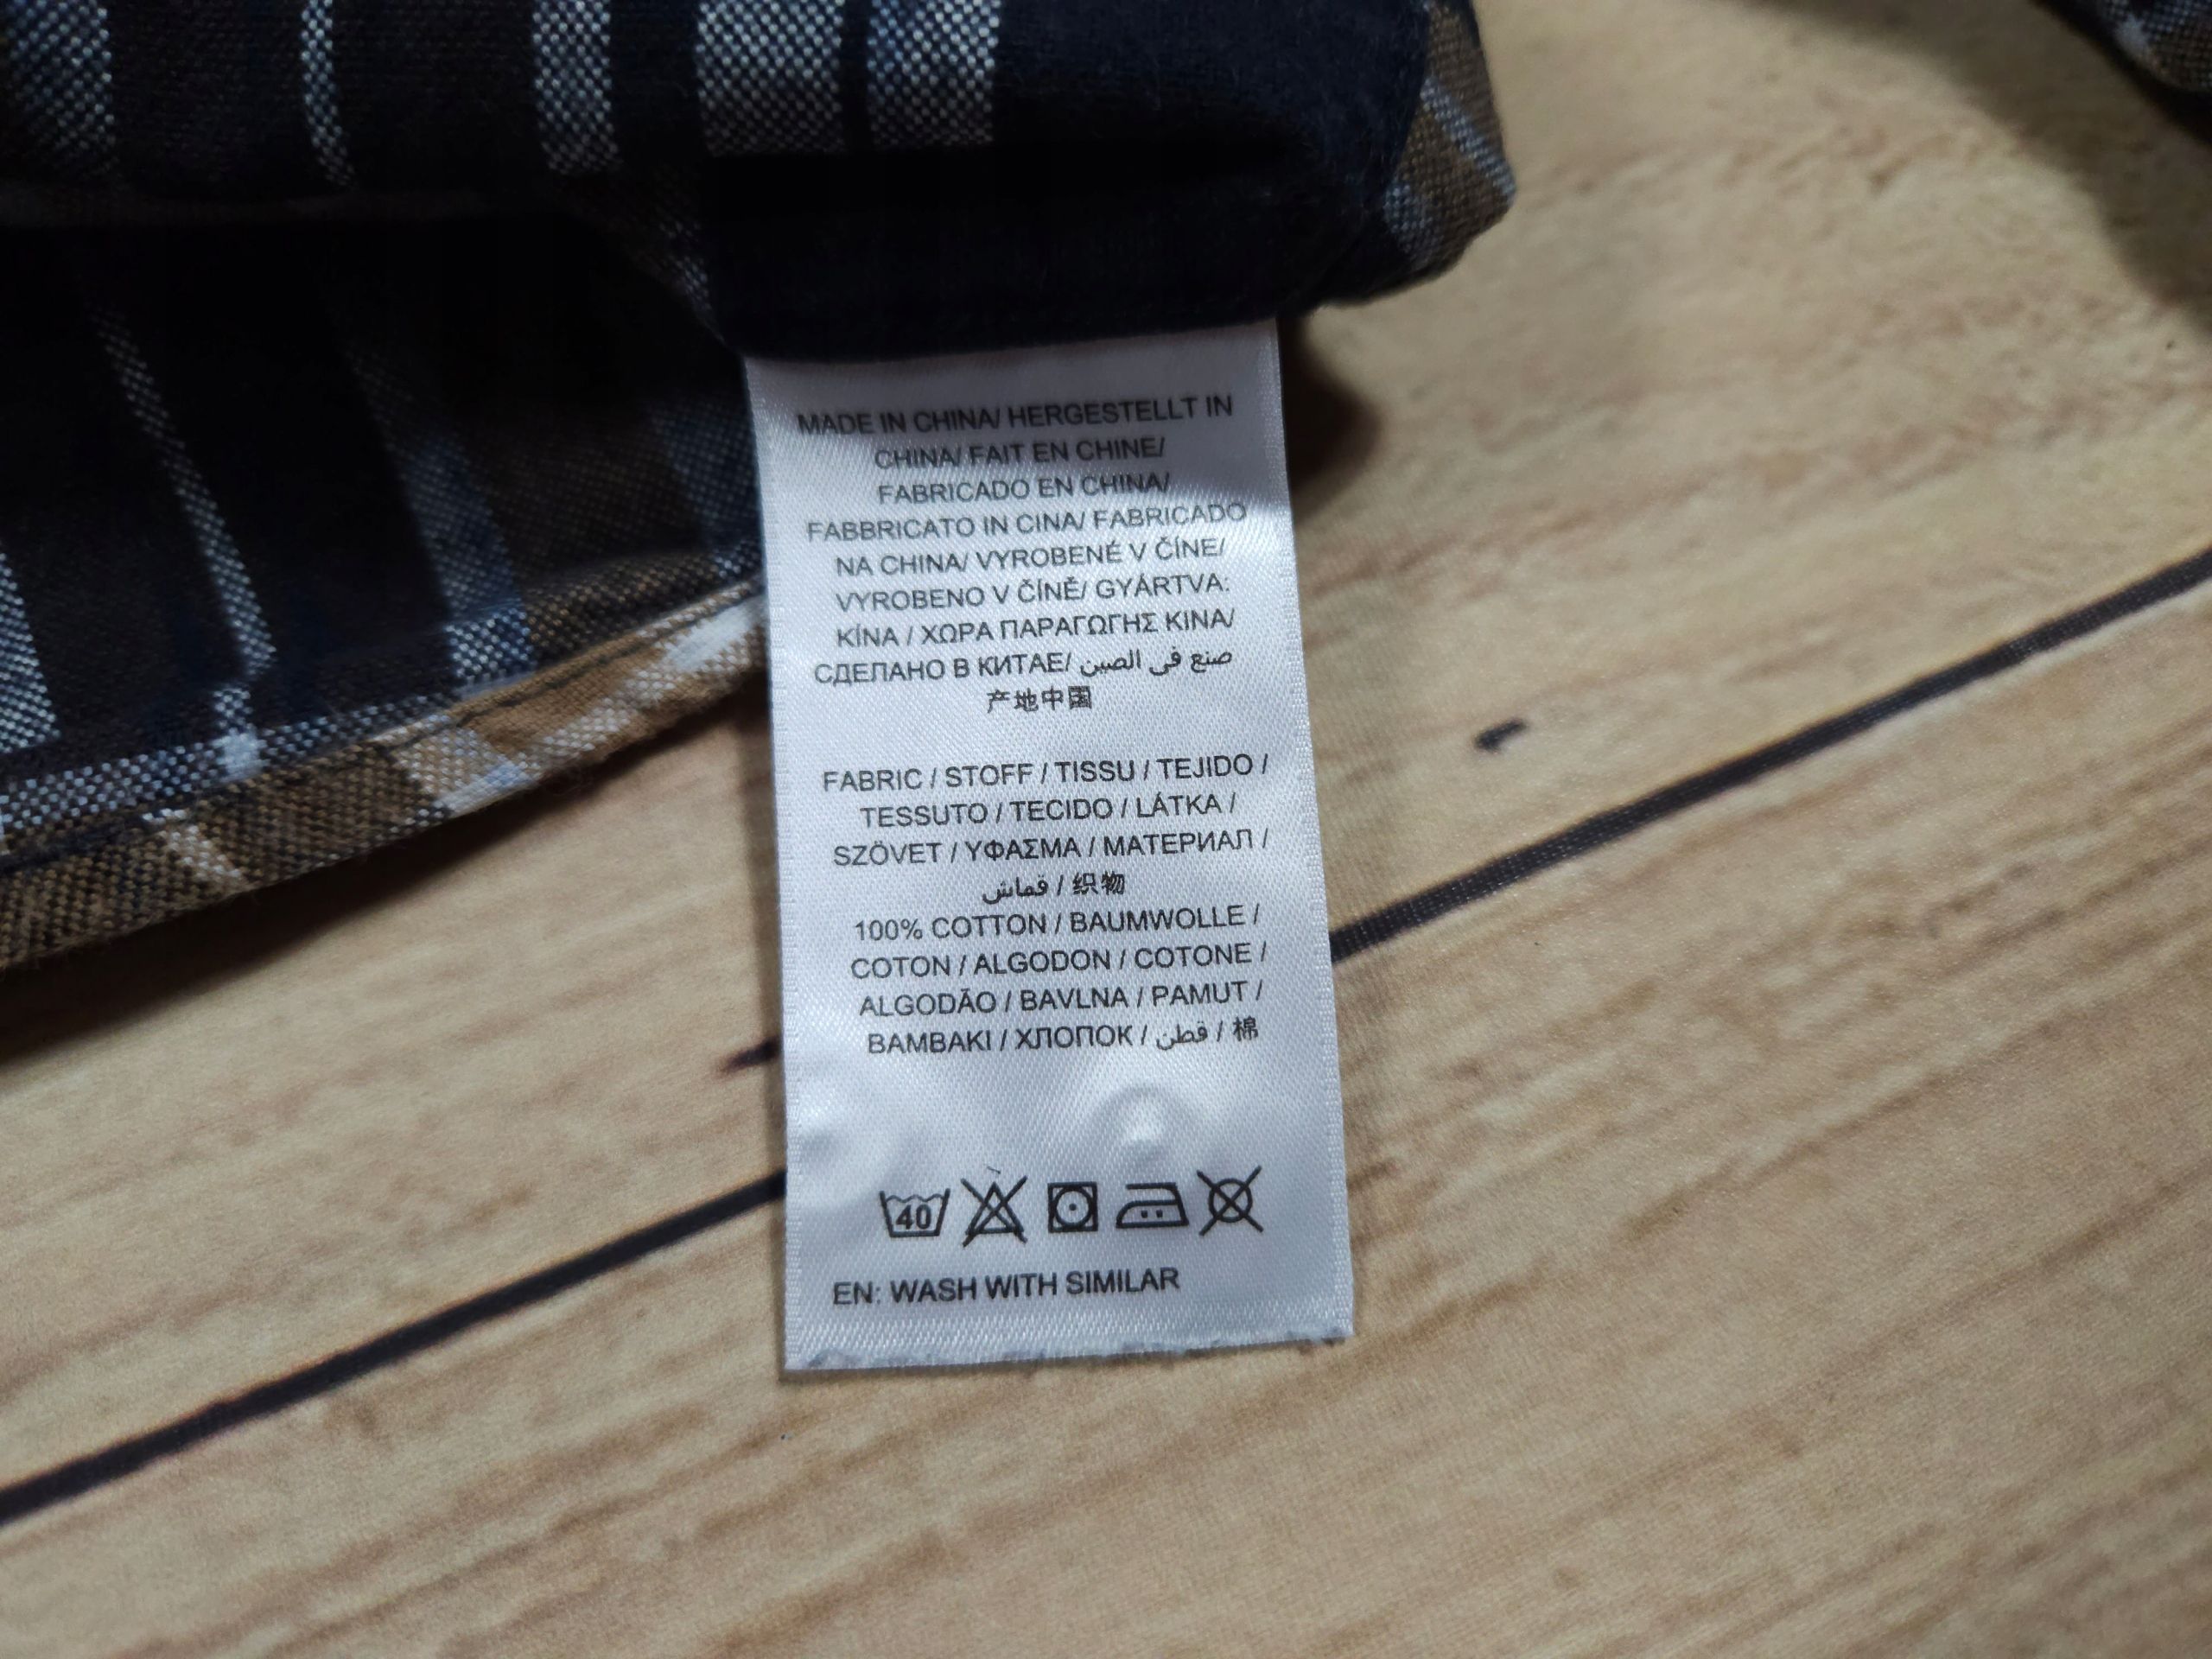 MADE IN CHINA/ HERGESTELLT IN
CHINA/ FAIT EN CHINE/
FABRICADO EN CHINA/
FABBRICATO IN CINA/ FABRICADO
NA CHINA/ VYROBENÉ V ČÍNE/
VYROBENO V ČÍNĚ/ GYÁRTVA:
KÍNA / ΧΩΡΑ ΠΑΡΑΓΩΓΗΣ ΚΙΝΑ/
СДЕЛАНО В КИТАЕ/ صنع في الصين
产地中国
FABRIC / STOFF / TISSU / TEJIDO /
TESSUTO / TECIDO / LÁTKA /
SZÖVET / ΥΦΑΣΜΑ / МАТЕРИАЛ /
قماش / 织物
100% COTTON / BAUMWOLLE /
COTON / ALGODON / COTONE /
ALGODÃO / BAVLNA / PAMUT /
BAMBAKI / ХЛОПОК / قطن / 棉
40
EN: WASH WITH SIMILAR